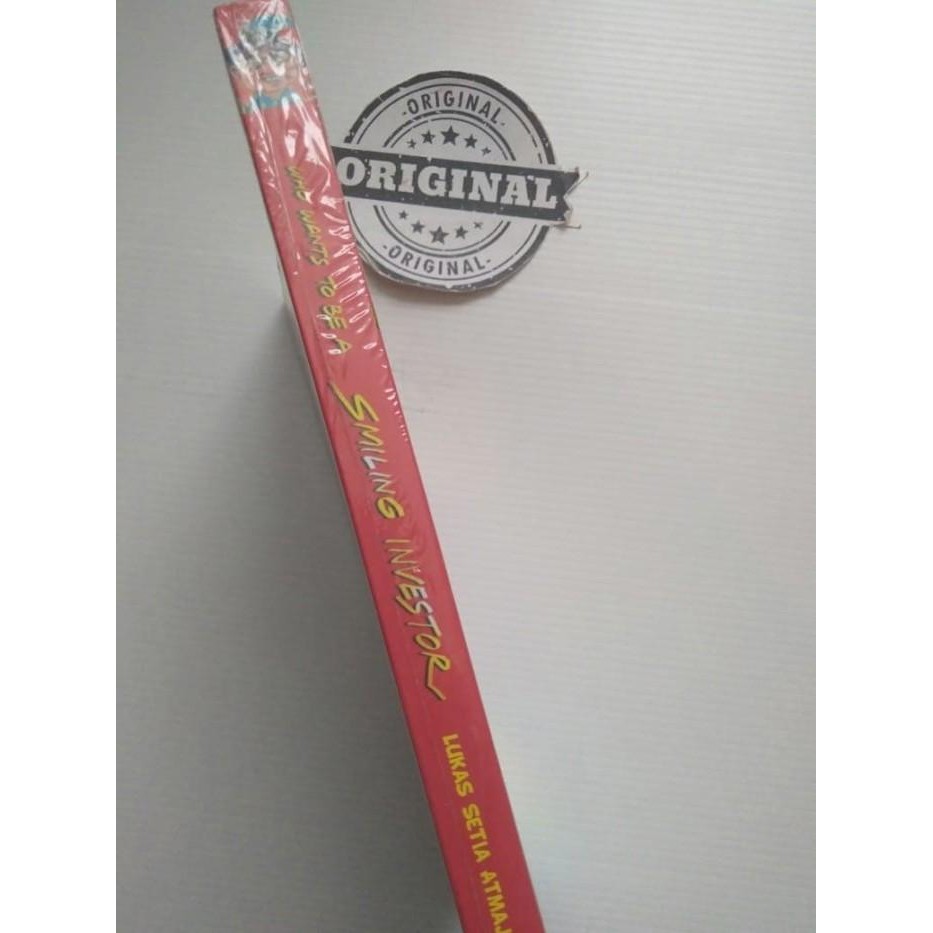 ORIGINAL
ORIGINAL
ORIGINAL
WHO WANTS TO BE A
SMILING INVESTOR
LUKAS SETIA ATMAJ